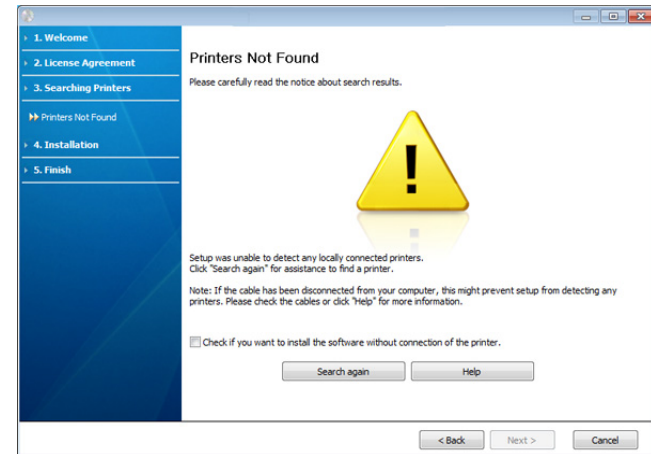 1. Welcome
2. License Agreement
3. Searching Printers
Printers Not Found
4. Installation
5. Finish
Printers Not Found
Please carefully read the notice about search results.
Setup was unable to detect any locally connected printers.
Click "Search again" for assistance to find a printer.
Note: If the cable has been disconnected from your computer, this might prevent setup from detecting any
printers. Please check the cables or click "Help" for more information.
Check if you want to install the software without connection of the printer.
Search again
Help
< Back
Next >
Cancel